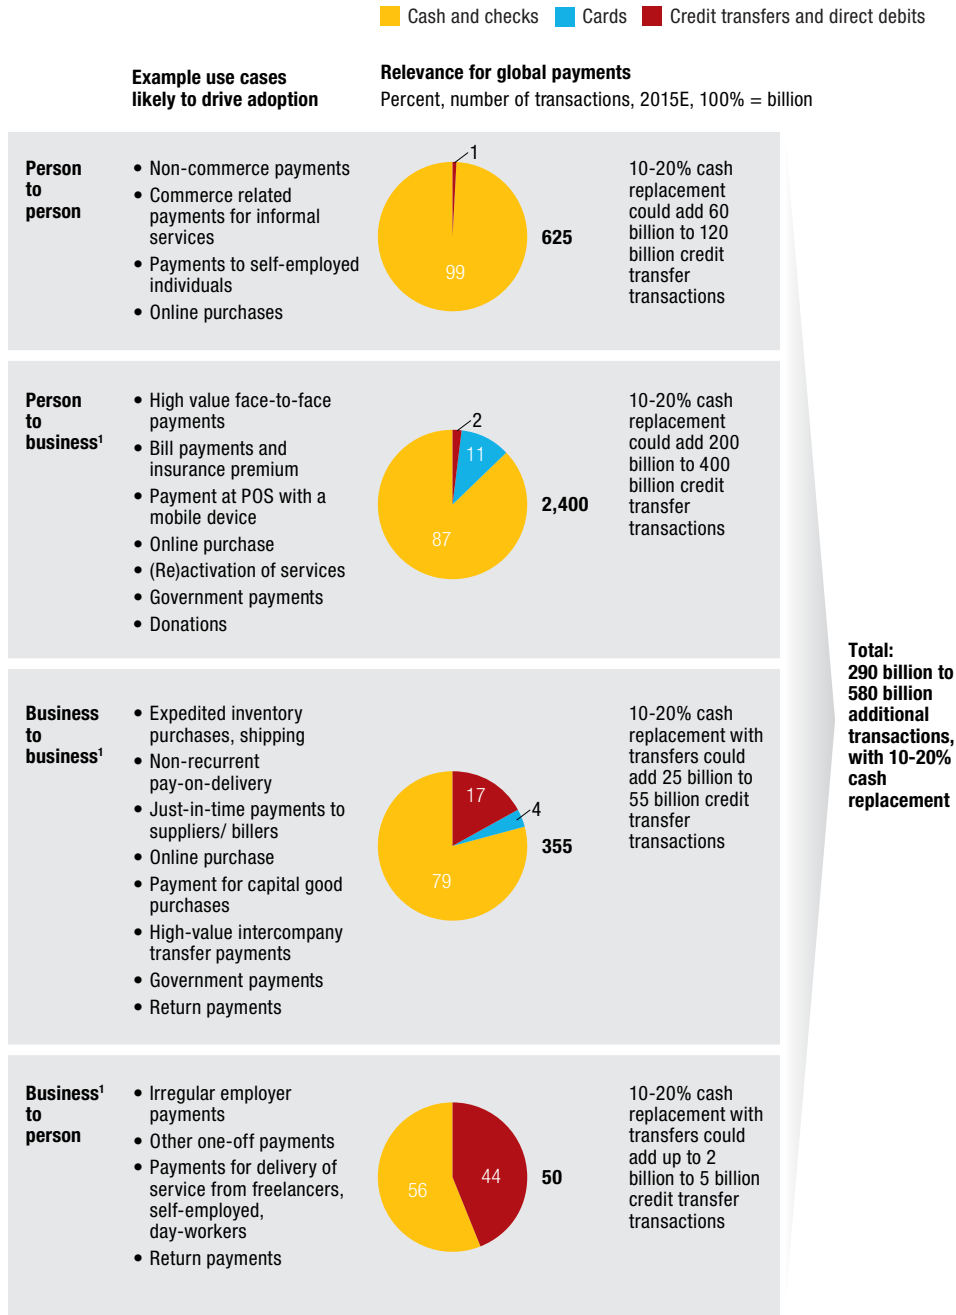 Cash and checks Cards Credit transfers and direct debits
Example use cases
likely to drive adoption
Relevance for global payments
Percent, number of transactions, 2015E, 100% = billion
Person
to
person
• Non-commerce payments
• Commerce related
payments for informal
services
• Payments to self-employed
individuals
• Online purchases
1
99
625
10-20% cash
replacement
could add 60
billion to 120
billion credit
transfer
transactions
Person
to
business¹
• High value face-to-face
payments
• Bill payments and
insurance premium
• Payment at POS with a
mobile device
• Online purchase
• (Re)activation of services
• Government payments
• Donations
2
11
87
2,400
10-20% cash
replacement
could add 200
billion to 400
billion credit
transfer
transactions
Business
to
business¹
• Expedited inventory
purchases, shipping
• Non-recurrent
pay-on-delivery
• Just-in-time payments to
suppliers/ billers
• Online purchase
• Payment for capital good
purchases
• High-value intercompany
transfer payments
• Government payments
• Return payments
17
4
79
355
10-20% cash
replacement with
transfers could
add 25 billion to
55 billion credit
transfer
transactions
Business¹
to
person
• Irregular employer
payments
• Other one-off payments
• Payments for delivery of
service from freelancers,
self-employed,
day-workers
• Return payments
44
56
50
10-20% cash
replacement with
transfers could
add up to 2
billion to 5 billion
credit transfer
transactions
Total:
290 billion to
580 billion
additional
transactions,
with 10-20%
cash
replacement